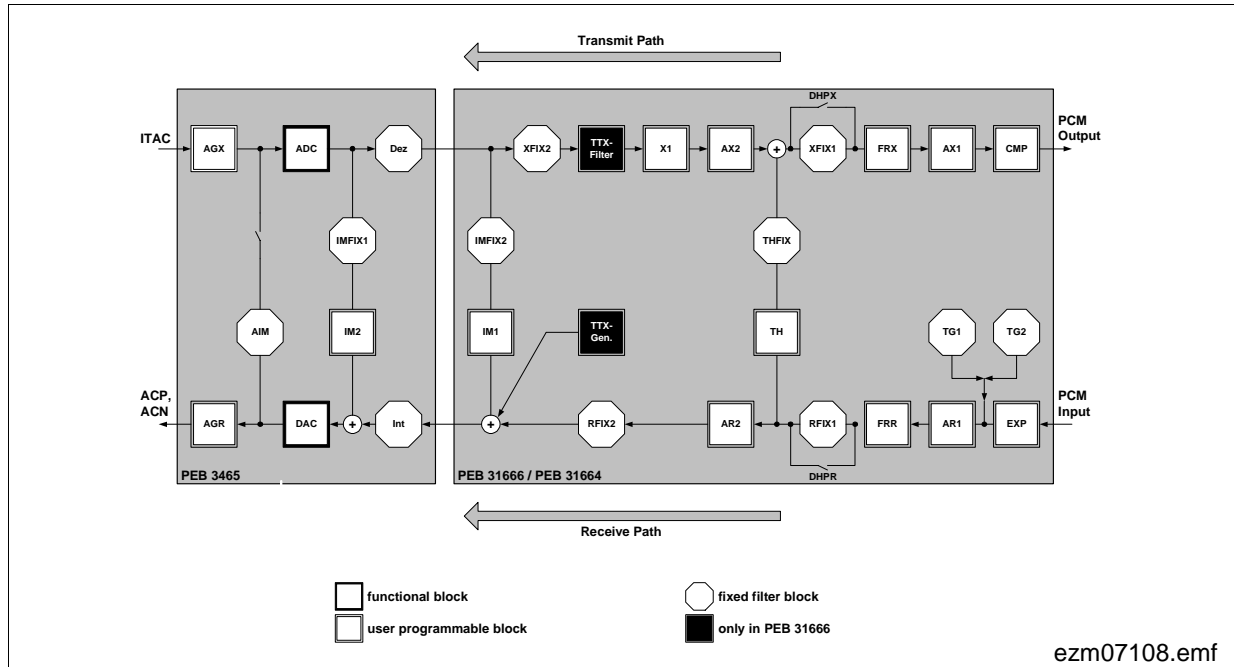 Transmit Path
DHPX
ITAC
PCM
Output
AGX
ADC
Dez
XFIX2
TTX-
Filter
X1
AX2
+
XFIX1
FRX
AX1
CMP
IMFIX1
IMFIX2
THFIX
AIM
IM2
IM1
TTX-
Gen.
TH
TG1
TG2
ACP,
ACN
PCM
Input
AGR
DAC
+
Int
+
RFIX2
AR2
RFIX1
FRR
AR1
EXP
PEB 3465
PEB 31666 / PEB 31664
DHPR
Receive Path
functional block
fixed filter block
user programmable block
only in PEB 31666
ezm07108.emf